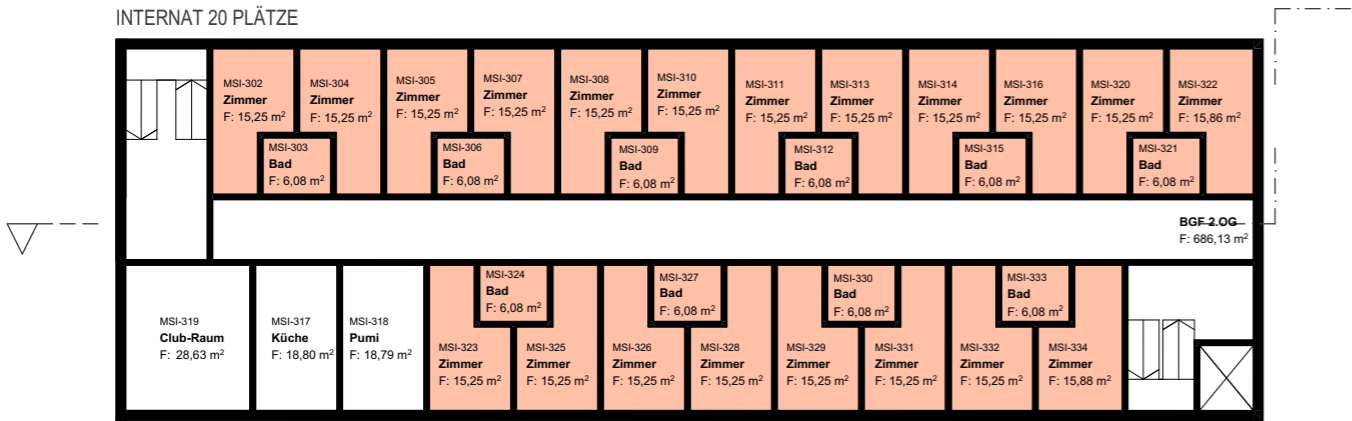 INTERNAT 20 PLÄTZE
MSI-302
Zimmer
F: 15,25 m²
MSI-304
Zimmer
F: 15,25 m²
MSI-305
Zimmer
F: 15,25 m²
MSI-307
Zimmer
F: 15,25 m²
MSI-308
Zimmer
F: 15,25 m²
MSI-310
Zimmer
F: 15,25 m²
MSI-311
Zimmer
F: 15,25 m²
MSI-313
Zimmer
F: 15,25 m²
MSI-314
Zimmer
F: 15,25 m²
MSI-316
Zimmer
F: 15,25 m²
MSI-320
Zimmer
F: 15,25 m²
MSI-322
Zimmer
F: 15,86 m²
MSI-303
Bad
F: 6,08 m²
MSI-306
Bad
F: 6,08 m²
MSI-309
Bad
F: 6,08 m²
MSI-312
Bad
F: 6,08 m²
MSI-315
Bad
F: 6,08 m²
MSI-321
Bad
F: 6,08 m²
BGF 2.OG
F: 686,13 m²
MSI-324
Bad
F: 6,08 m²
MSI-327
Bad
F: 6,08 m²
MSI-330
Bad
F: 6,08 m²
MSI-333
Bad
F: 6,08 m²
MSI-319
Club-Raum
F: 28,63 m²
MSI-317
Küche
F: 18,80 m²
MSI-318
Pumi
F: 18,79 m²
MSI-323
Zimmer
F: 15,25 m²
MSI-325
Zimmer
F: 15,25 m²
MSI-326
Zimmer
F: 15,25 m²
MSI-328
Zimmer
F: 15,25 m²
MSI-329
Zimmer
F: 15,25 m²
MSI-331
Zimmer
F: 15,25 m²
MSI-332
Zimmer
F: 15,25 m²
MSI-334
Zimmer
F: 15,88 m²